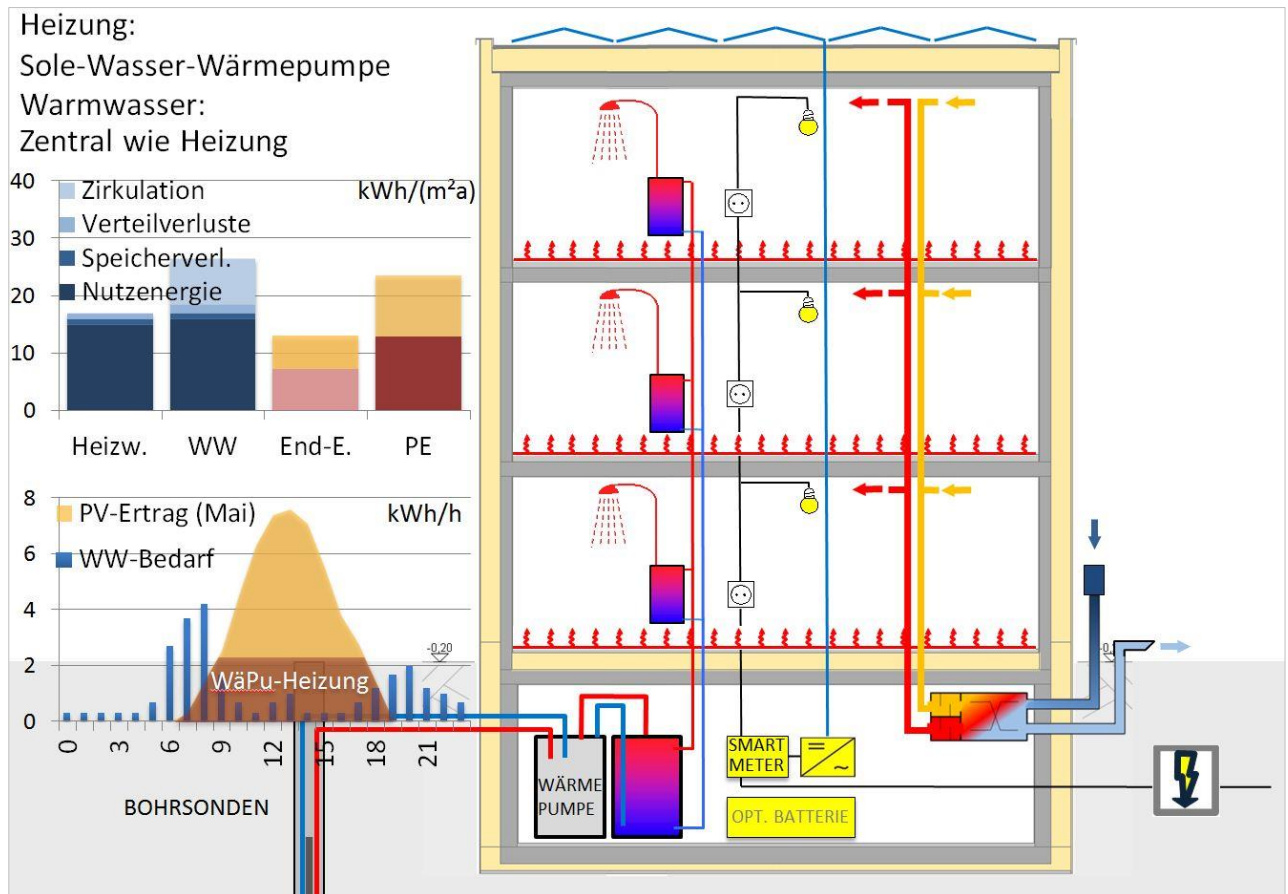 Heizung:
Sole-Wasser-Wärmepumpe
Warmwasser:
Zentral wie Heizung
40
Zirkulation
kWh/(m²a)
Verteilverluste
30
Speicherverl.
Nutzenergie
20
10
0
Heizw. WW End-E. PE
8
PV-Ertrag (Mai)
kWh/h
6
WW-Bedarf
4
2
WäPu-Heizung
0
0 3 6 9 12 15 18 21
BOHRSONDEN
-0,20
WÄRME
PUMPE
SMART
METER
= ~
OPT. BATTERIE